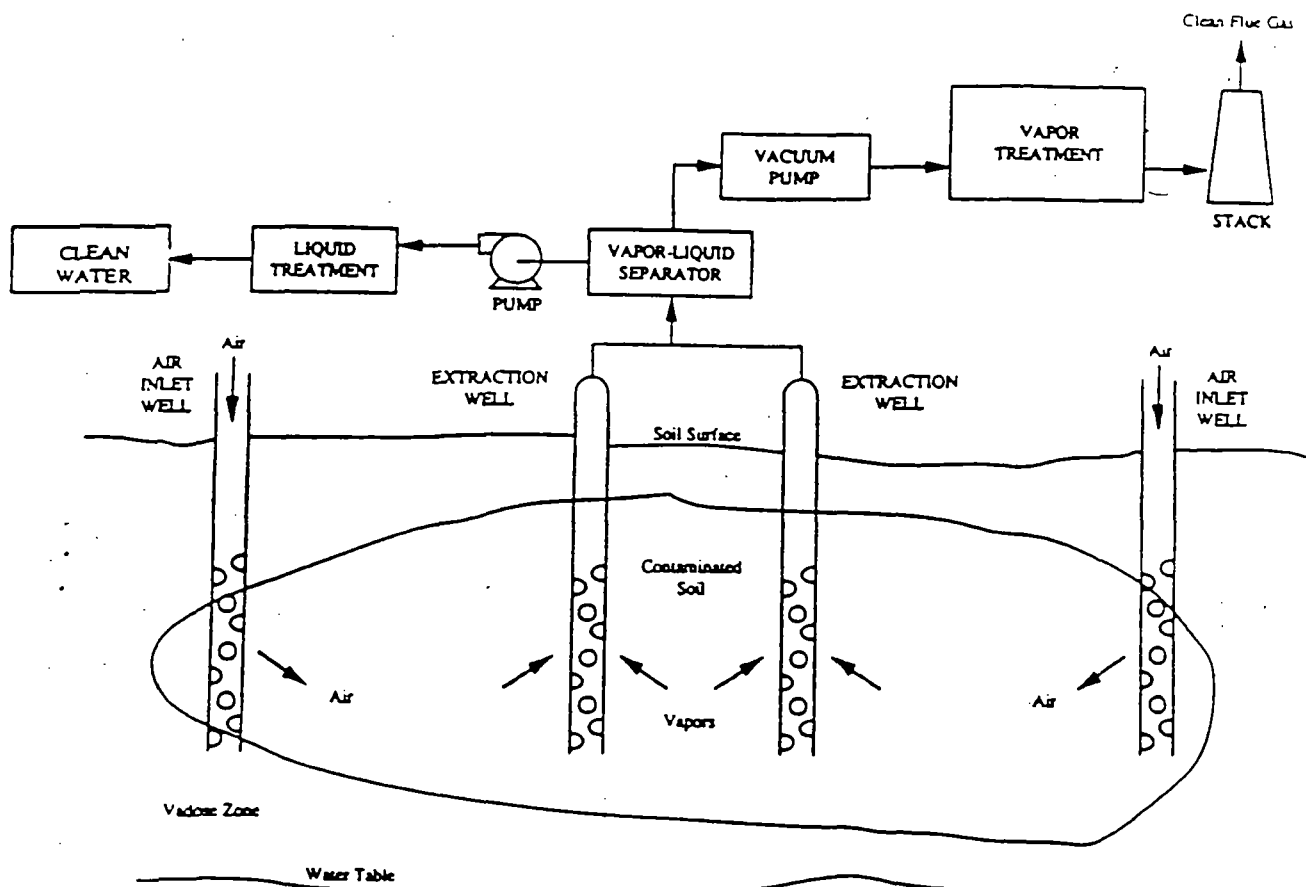 Clean Flue Gas
VAPOR
TREATMENT
VACUUM
PUMP
STACK
CLEAN
WATER
LIQUID
TREATMENT
PUMP
VAPOR-LIQUID
SEPARATOR
Air
AIR
INLET
WELL
EXTRACTION
WELL
EXTRACTION
WELL
Air
AIR
INLET
WELL
Soil Surface
Contaminated
Soil
Air
Vapors
Air
Vadose Zone
Water Table